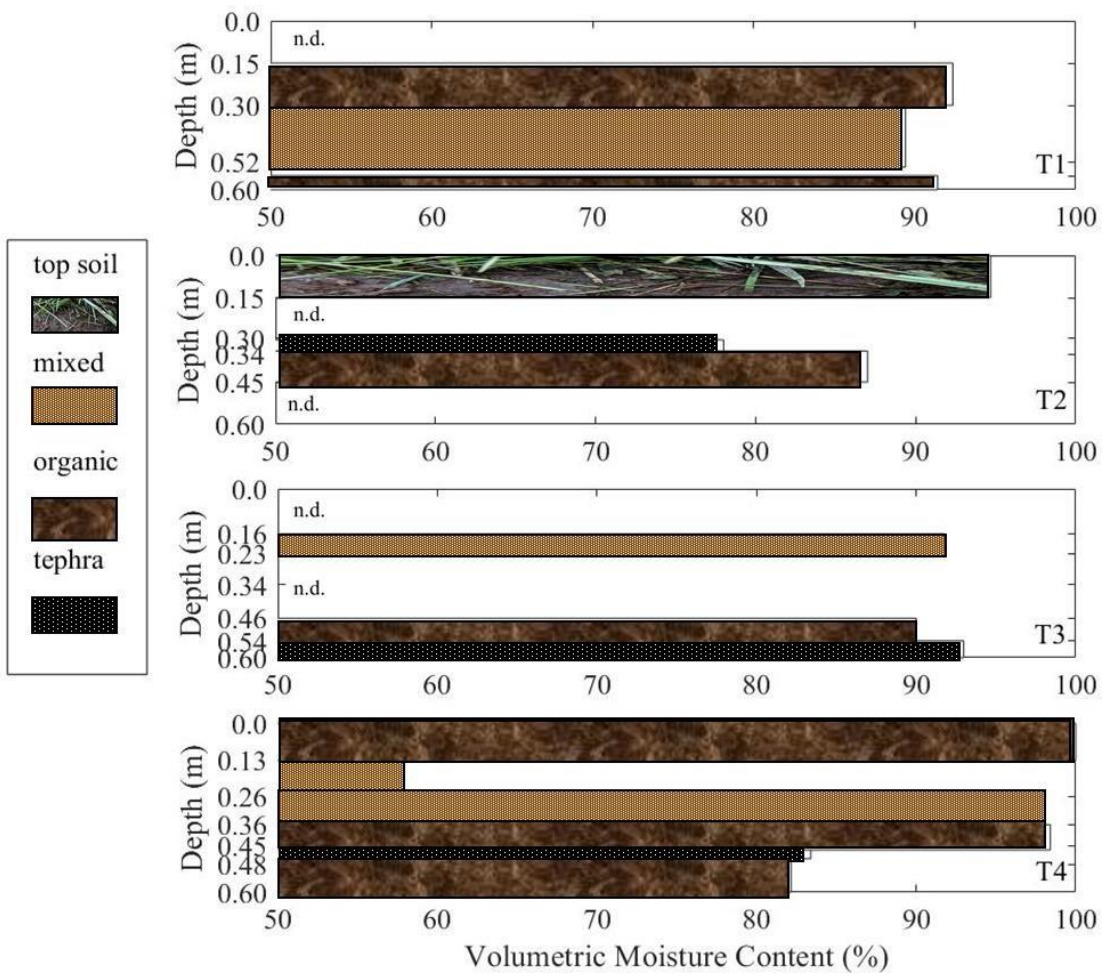 0.0
n.d.
0.15
0.30
0.52
0.60
Depth (m)
T1
50 60 70 80 90 100
top soil
mixed
organic
tephra
0.0
0.15
n.d.
0.30
0.34
0.45
n.d.
0.60
Depth (m)
T2
50 60 70 80 90 100
0.0
n.d.
0.16
0.23
0.34
n.d.
0.46
0.54
0.60
Depth (m)
T3
50 60 70 80 90 100
0.0
0.13
0.26
0.36
0.45
0.48
0.60
Depth (m)
T4
50 60 70 80 90 100
Volumetric Moisture Content (%)